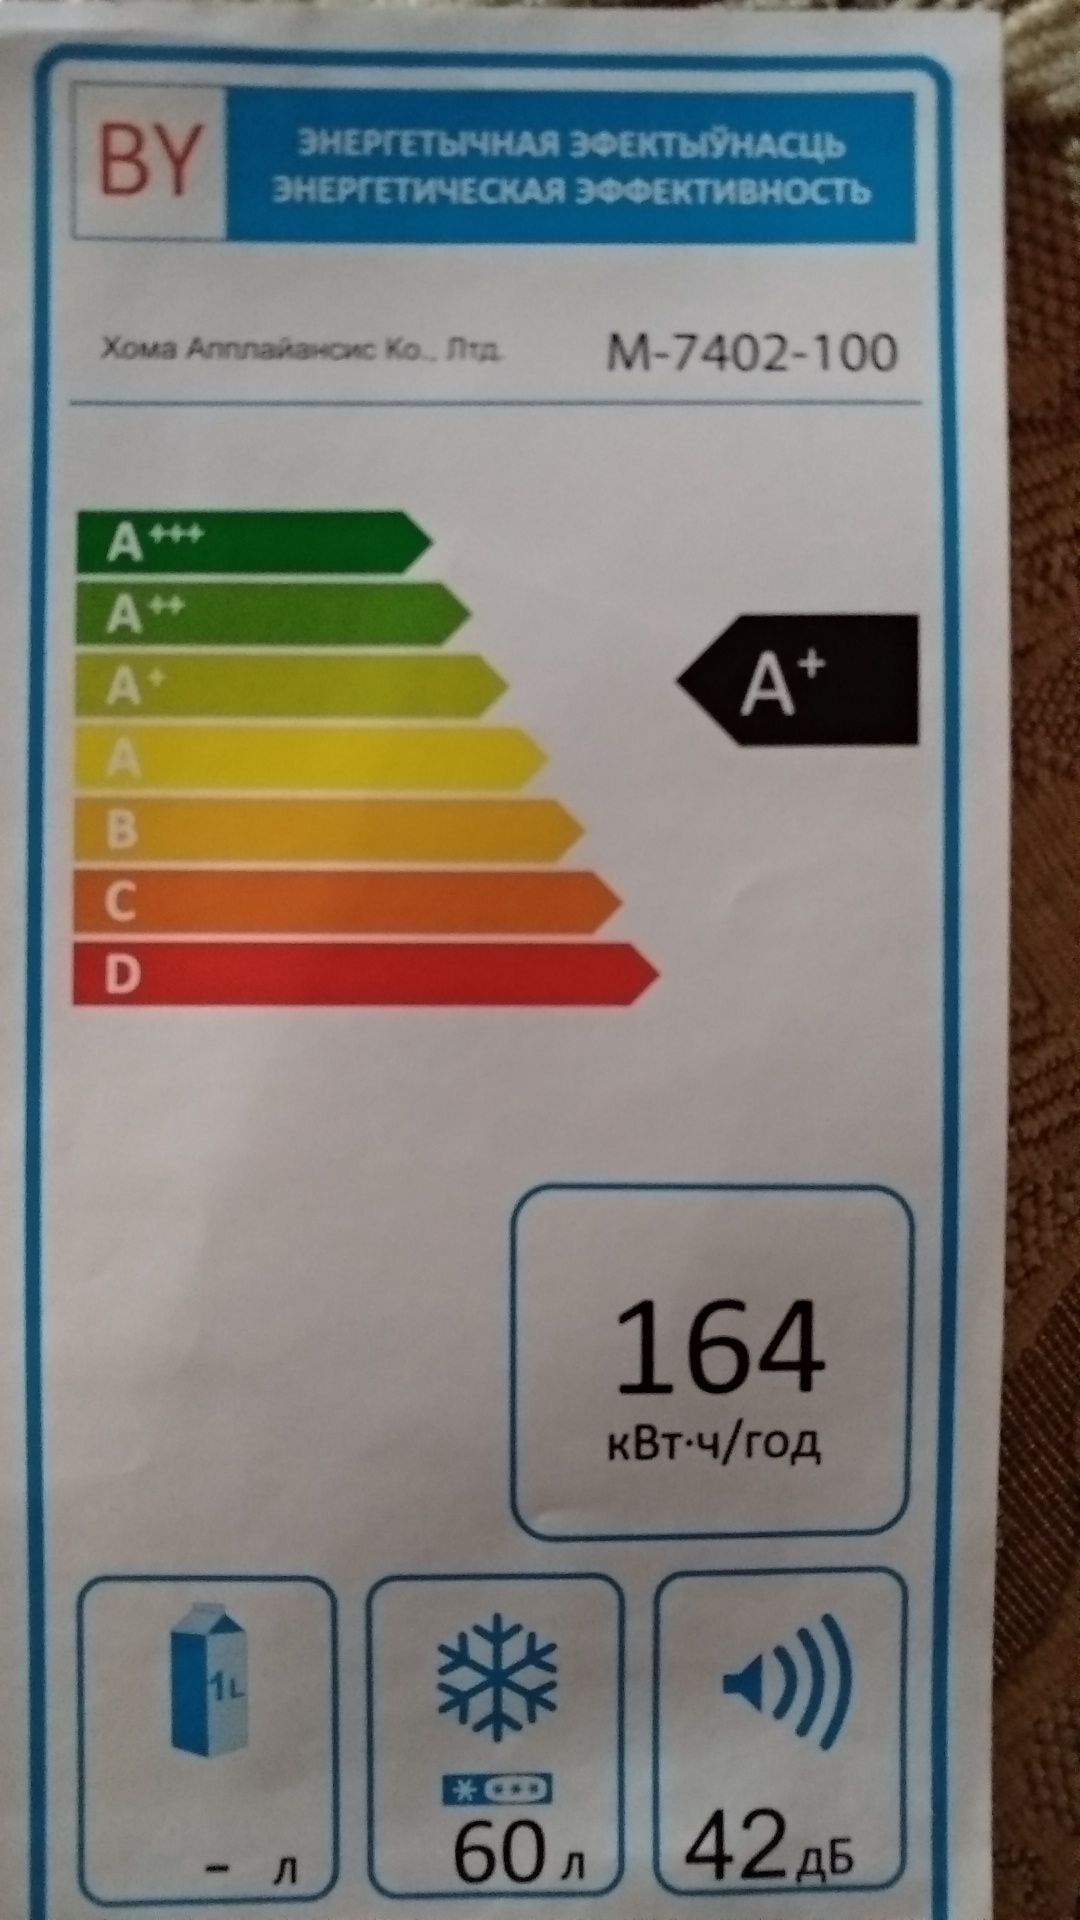 BY
ЭНЕРГЕТЫЧНАЯ ЭФЕКТЫЎНАСЦЬ
ЭНЕРГЕТИЧЕСКАЯ ЭФФЕКТИВНОСТЬ
Хома Апплайансис Ко., Лтд.
М-7402-100
A+++
A++
A+
A+
A
B
C
D
164
кВт·ч/год
1L
- л
60 л
42 дБ